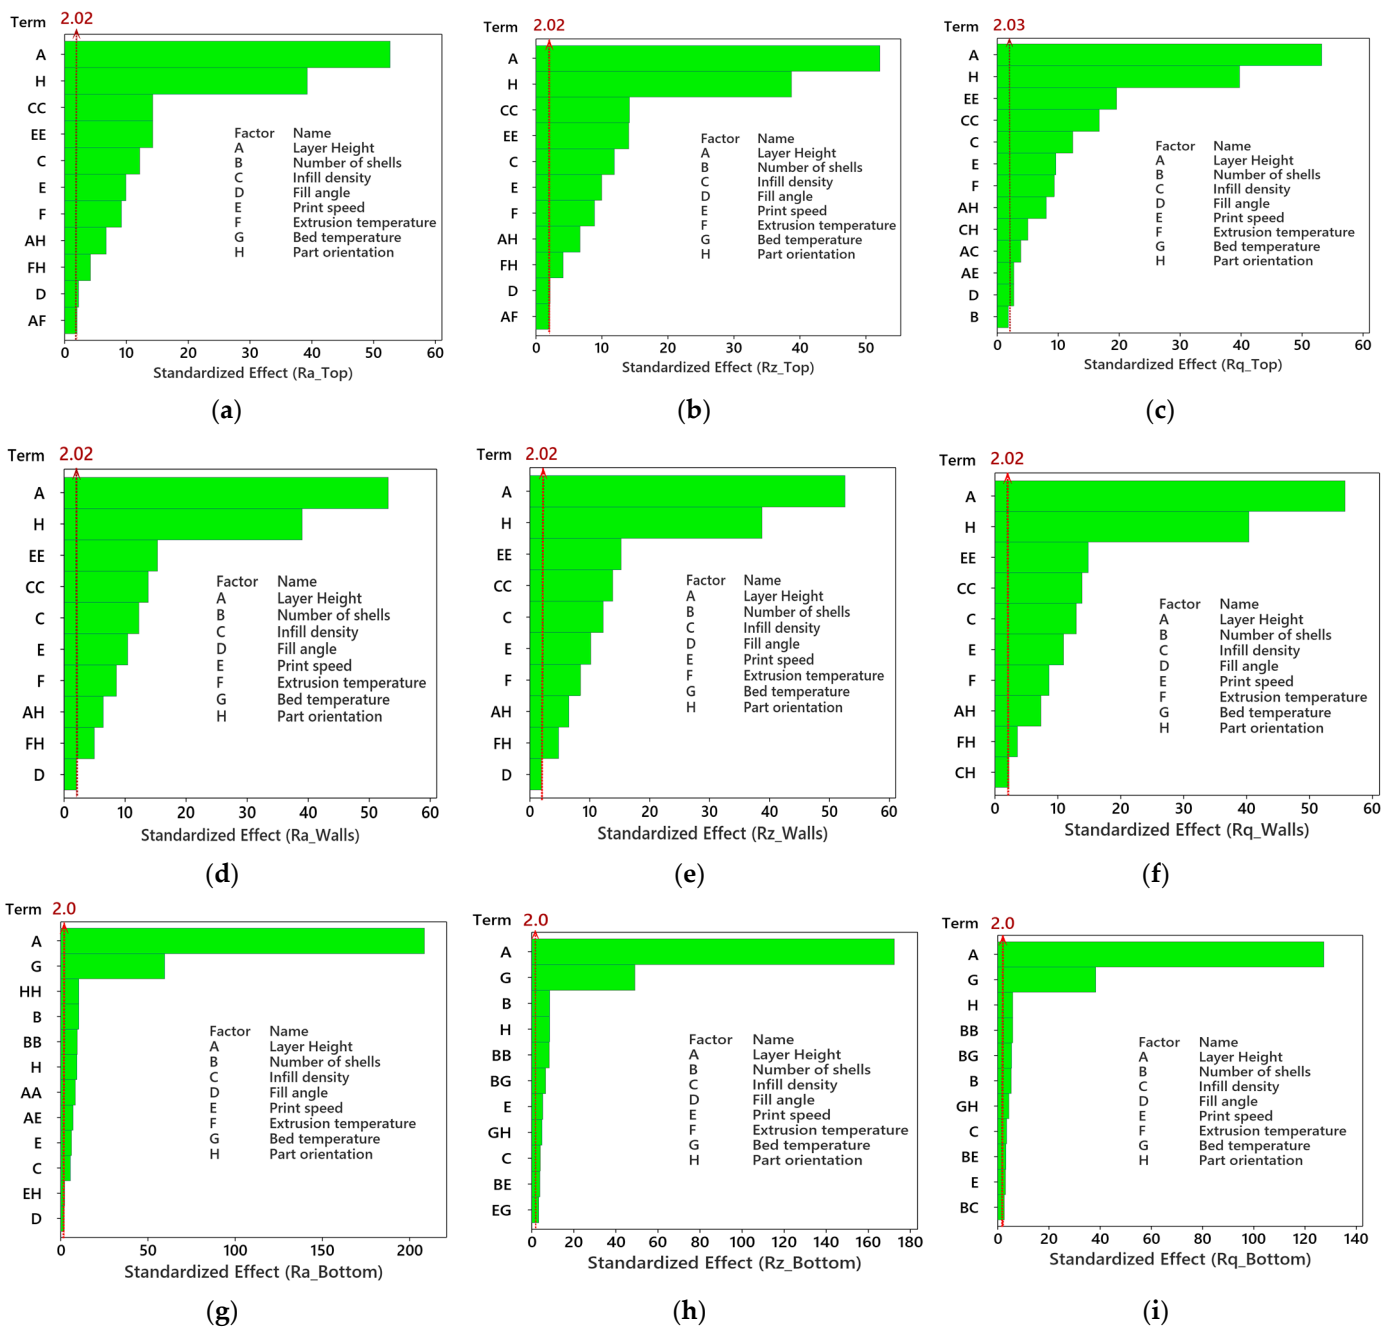 Term 2.02
A
H
CC
EE
C
E
F
AH
FH
D
AF
Factor Name
A Layer Height
B Number of shells
C Infill density
D Fill angle
E Print speed
F Extrusion temperature
G Bed temperature
H Part orientation
0 10 20 30 40 50 60
Standardized Effect (Ra_Top)
(a)
Term 2.02
A
H
CC
EE
C
E
F
AH
FH
D
AF
Factor Name
A Layer Height
B Number of shells
C Infill density
D Fill angle
E Print speed
F Extrusion temperature
G Bed temperature
H Part orientation
0 10 20 30 40 50
Standardized Effect (Rz_Top)
(b)
Term 2.03
A
H
EE
CC
C
E
F
AH
CH
AC
AE
D
B
Factor Name
A Layer Height
B Number of shells
C Infill density
D Fill angle
E Print speed
F Extrusion temperature
G Bed temperature
H Part orientation
0 10 20 30 40 50 60
Standardized Effect (Rq_Top)
(c)
Term 2.02
A
H
EE
CC
C
E
F
AH
FH
D
Factor Name
A Layer Height
B Number of shells
C Infill density
D Fill angle
E Print speed
F Extrusion temperature
G Bed temperature
H Part orientation
0 10 20 30 40 50 60
Standardized Effect (Ra_Walls)
(d)
Term 2.02
A
H
EE
CC
C
E
F
AH
FH
D
Factor Name
A Layer Height
B Number of shells
C Infill density
D Fill angle
E Print speed
F Extrusion temperature
G Bed temperature
H Part orientation
0 10 20 30 40 50 60
Standardized Effect (Rz_Walls)
(e)
Term 2.02
A
H
EE
CC
C
E
F
AH
FH
CH
Factor Name
A Layer Height
B Number of shells
C Infill density
D Fill angle
E Print speed
F Extrusion temperature
G Bed temperature
H Part orientation
0 10 20 30 40 50 60
Standardized Effect (Rq_Walls)
(f)
Term 2.0
A
G
HH
B
BB
H
AA
AE
E
C
EH
D
Factor Name
A Layer Height
B Number of shells
C Infill density
D Fill angle
E Print speed
F Extrusion temperature
G Bed temperature
H Part orientation
0 50 100 150 200
Standardized Effect (Ra_Bottom)
(g)
Term 2.0
A
G
B
H
BB
BG
E
GH
C
BE
EG
Factor Name
A Layer Height
B Number of shells
C Infill density
D Fill angle
E Print speed
F Extrusion temperature
G Bed temperature
H Part orientation
0 20 40 60 80 100 120 140 160 180
Standardized Effect (Rz_Bottom)
(h)
Term 2.0
A
G
H
BB
BG
B
GH
C
BE
E
BC
Factor Name
A Layer Height
B Number of shells
C Infill density
D Fill angle
E Print speed
F Extrusion temperature
G Bed temperature
H Part orientation
0 20 40 60 80 100 120 140
Standardized Effect (Rq_Bottom)
(i)